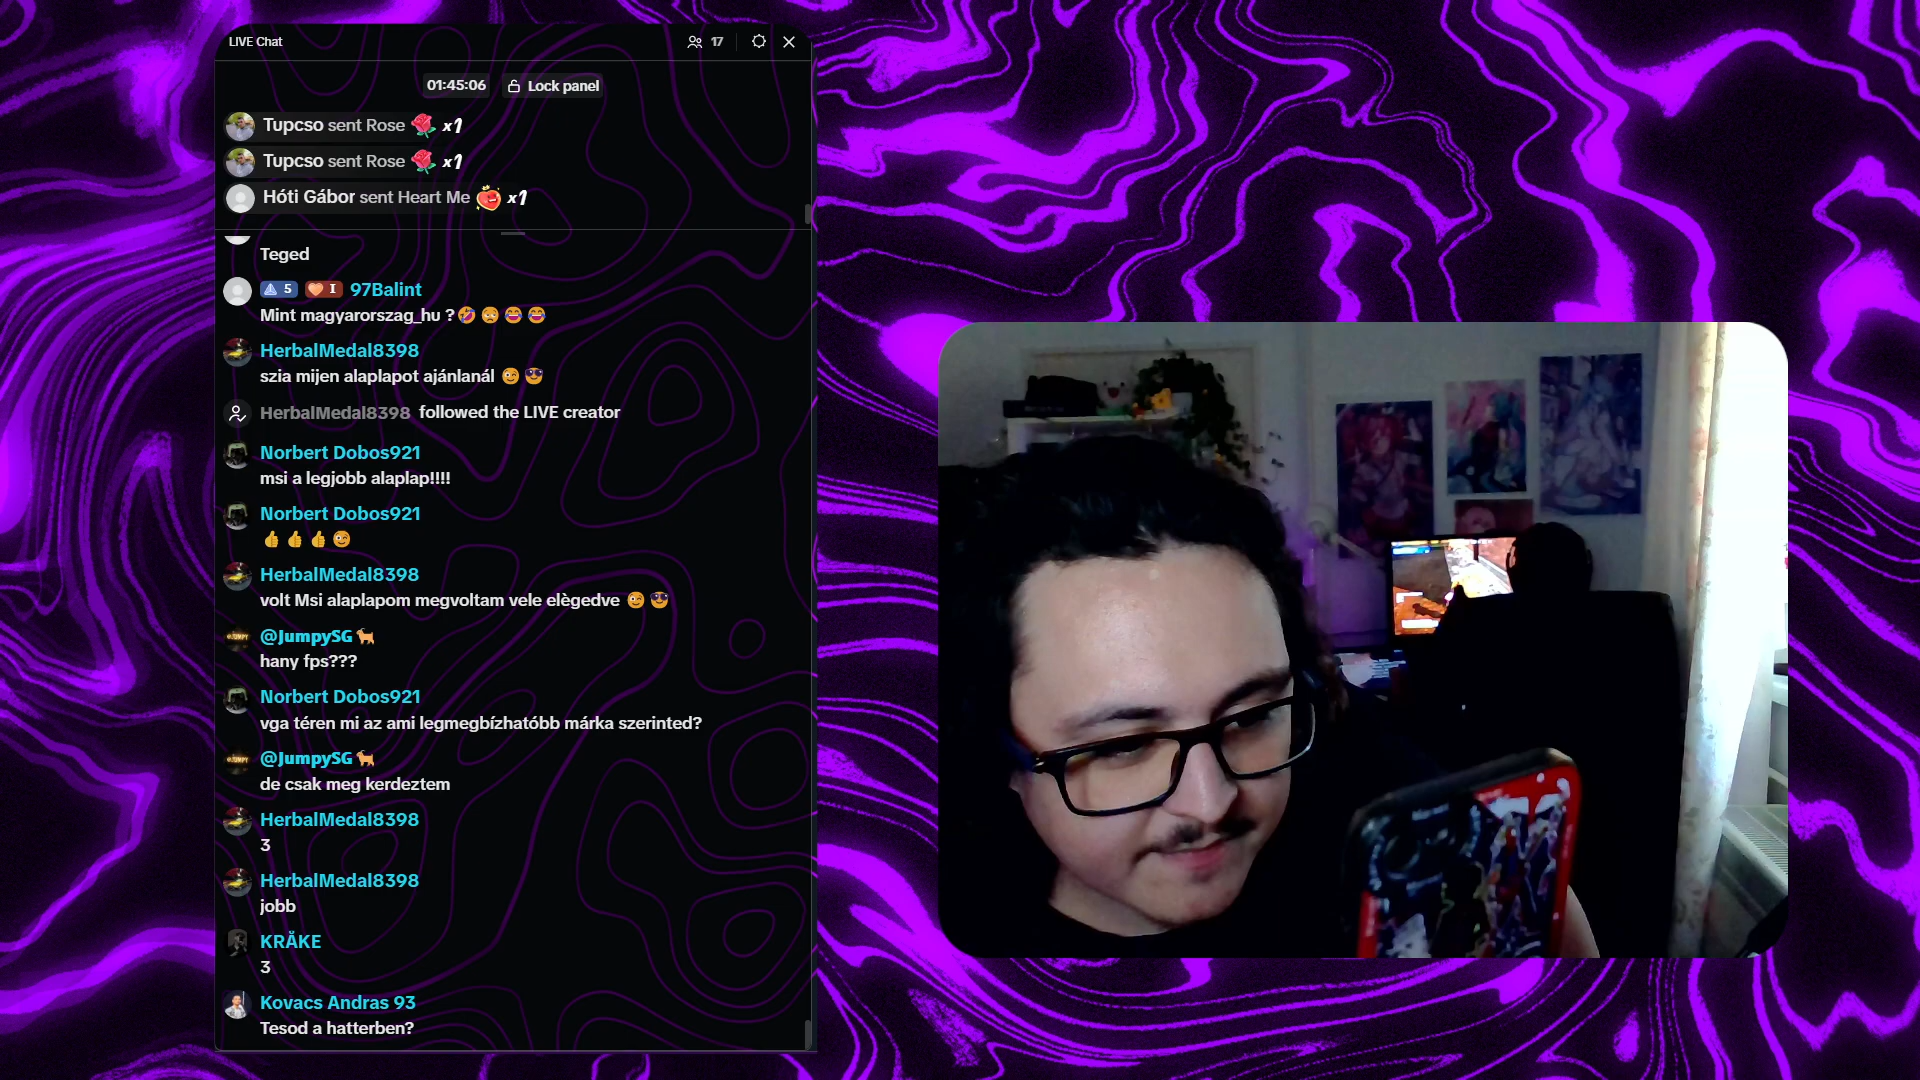 LIVE Chat
17
01:45:06
Lock panel
Tupcso sent Rose x1
Tupcso sent Rose x1
Hóti Gábor sent Heart Me x1
Teged
5 I 97Balint
Mint magyarorszag_hu ?🤣😩😂😂
HerbalMedal8398
szia mijen alaplapot ajánlanál 😉 😎
HerbalMedal8398 followed the LIVE creator
Norbert Dobos921
msi a legjobb alaplap!!!!
Norbert Dobos921
👍 👍 👍 😉
HerbalMedal8398
volt Msi alaplapom megvoltam vele elègedve 😉 😎
@JumpySG🐐
hany fps???
Norbert Dobos921
vga téren mi az ami legmegbízhatóbb márka szerinted?
@JumpySG🐐
de csak meg kerdeztem
HerbalMedal8398
3
HerbalMedal8398
jobb
KRÅKE
3
Kovacs Andras 93
Tesod a hatterben?